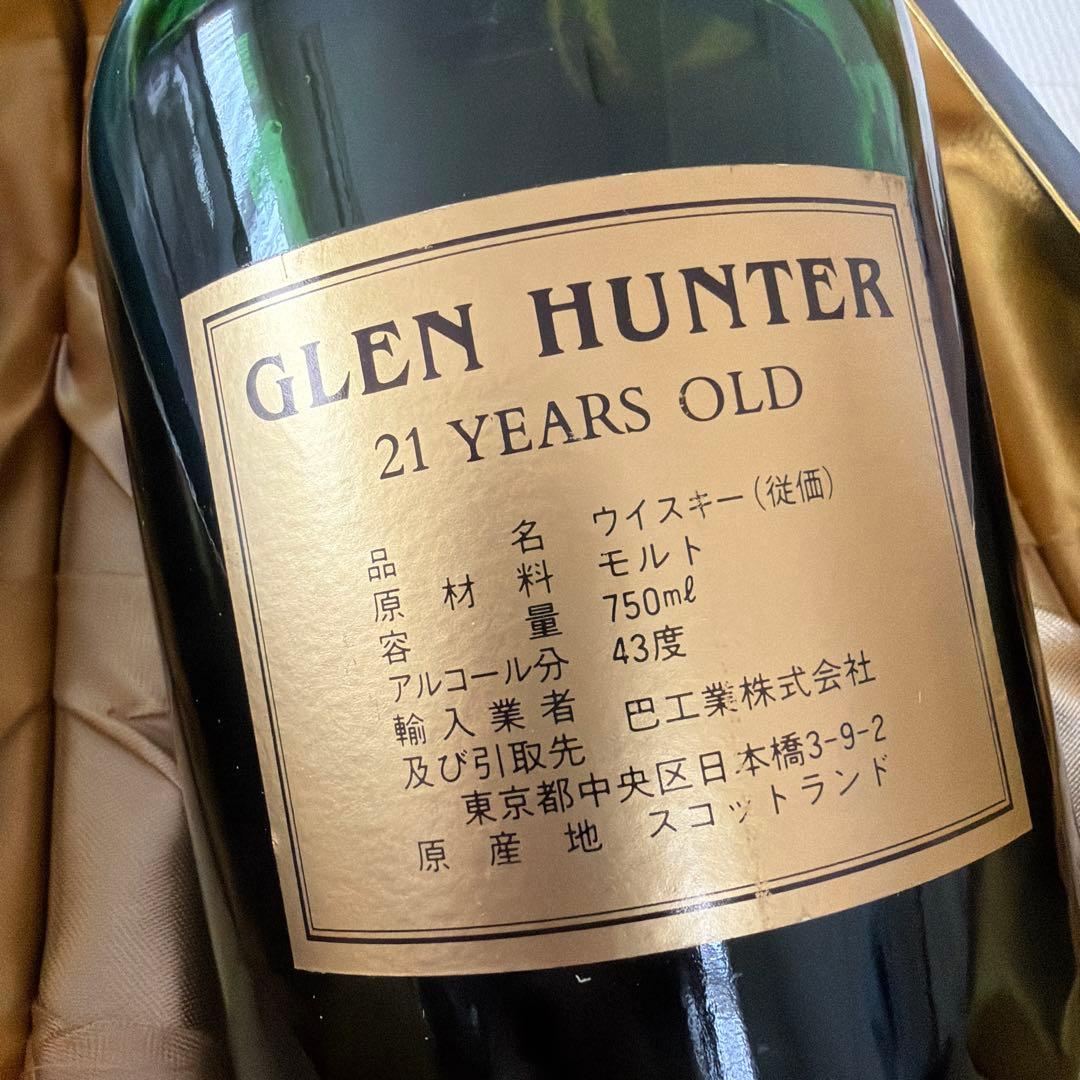 GLEN HUNTER
21 YEARS OLD
品名 ウイスキー(従価)
原材料 モルト
容量 750ml
アルコール分 43度
輸入業者 巴工業株式会社
及び引取先
東京都中央区日本橋3-9-2
原産地 スコットランド